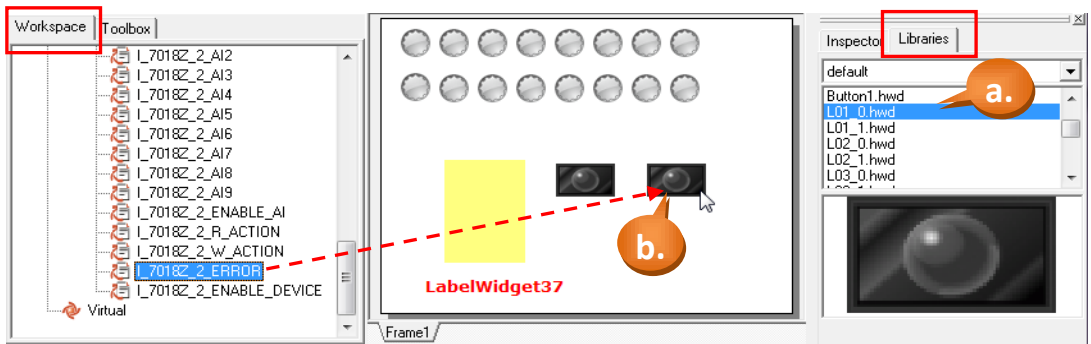 Workspace
Toolbox
I_7018Z_2_AI2
I_7018Z_2_AI3
I_7018Z_2_AI4
I_7018Z_2_AI5
I_7018Z_2_AI6
I_7018Z_2_AI7
I_7018Z_2_AI8
I_7018Z_2_AI9
I_7018Z_2_ENABLE_AI
I_7018Z_2_R_ACTION
I_7018Z_2_W_ACTION
I_7018Z_2_ERROR
I_7018Z_2_ENABLE_DEVICE
Virtual
b.
LabelWidget37
Frame1
Inspector
Libraries
default
a.
Button1.hwd
L01_0.hwd
L01_1.hwd
L02_0.hwd
L02_1.hwd
L03_0.hwd